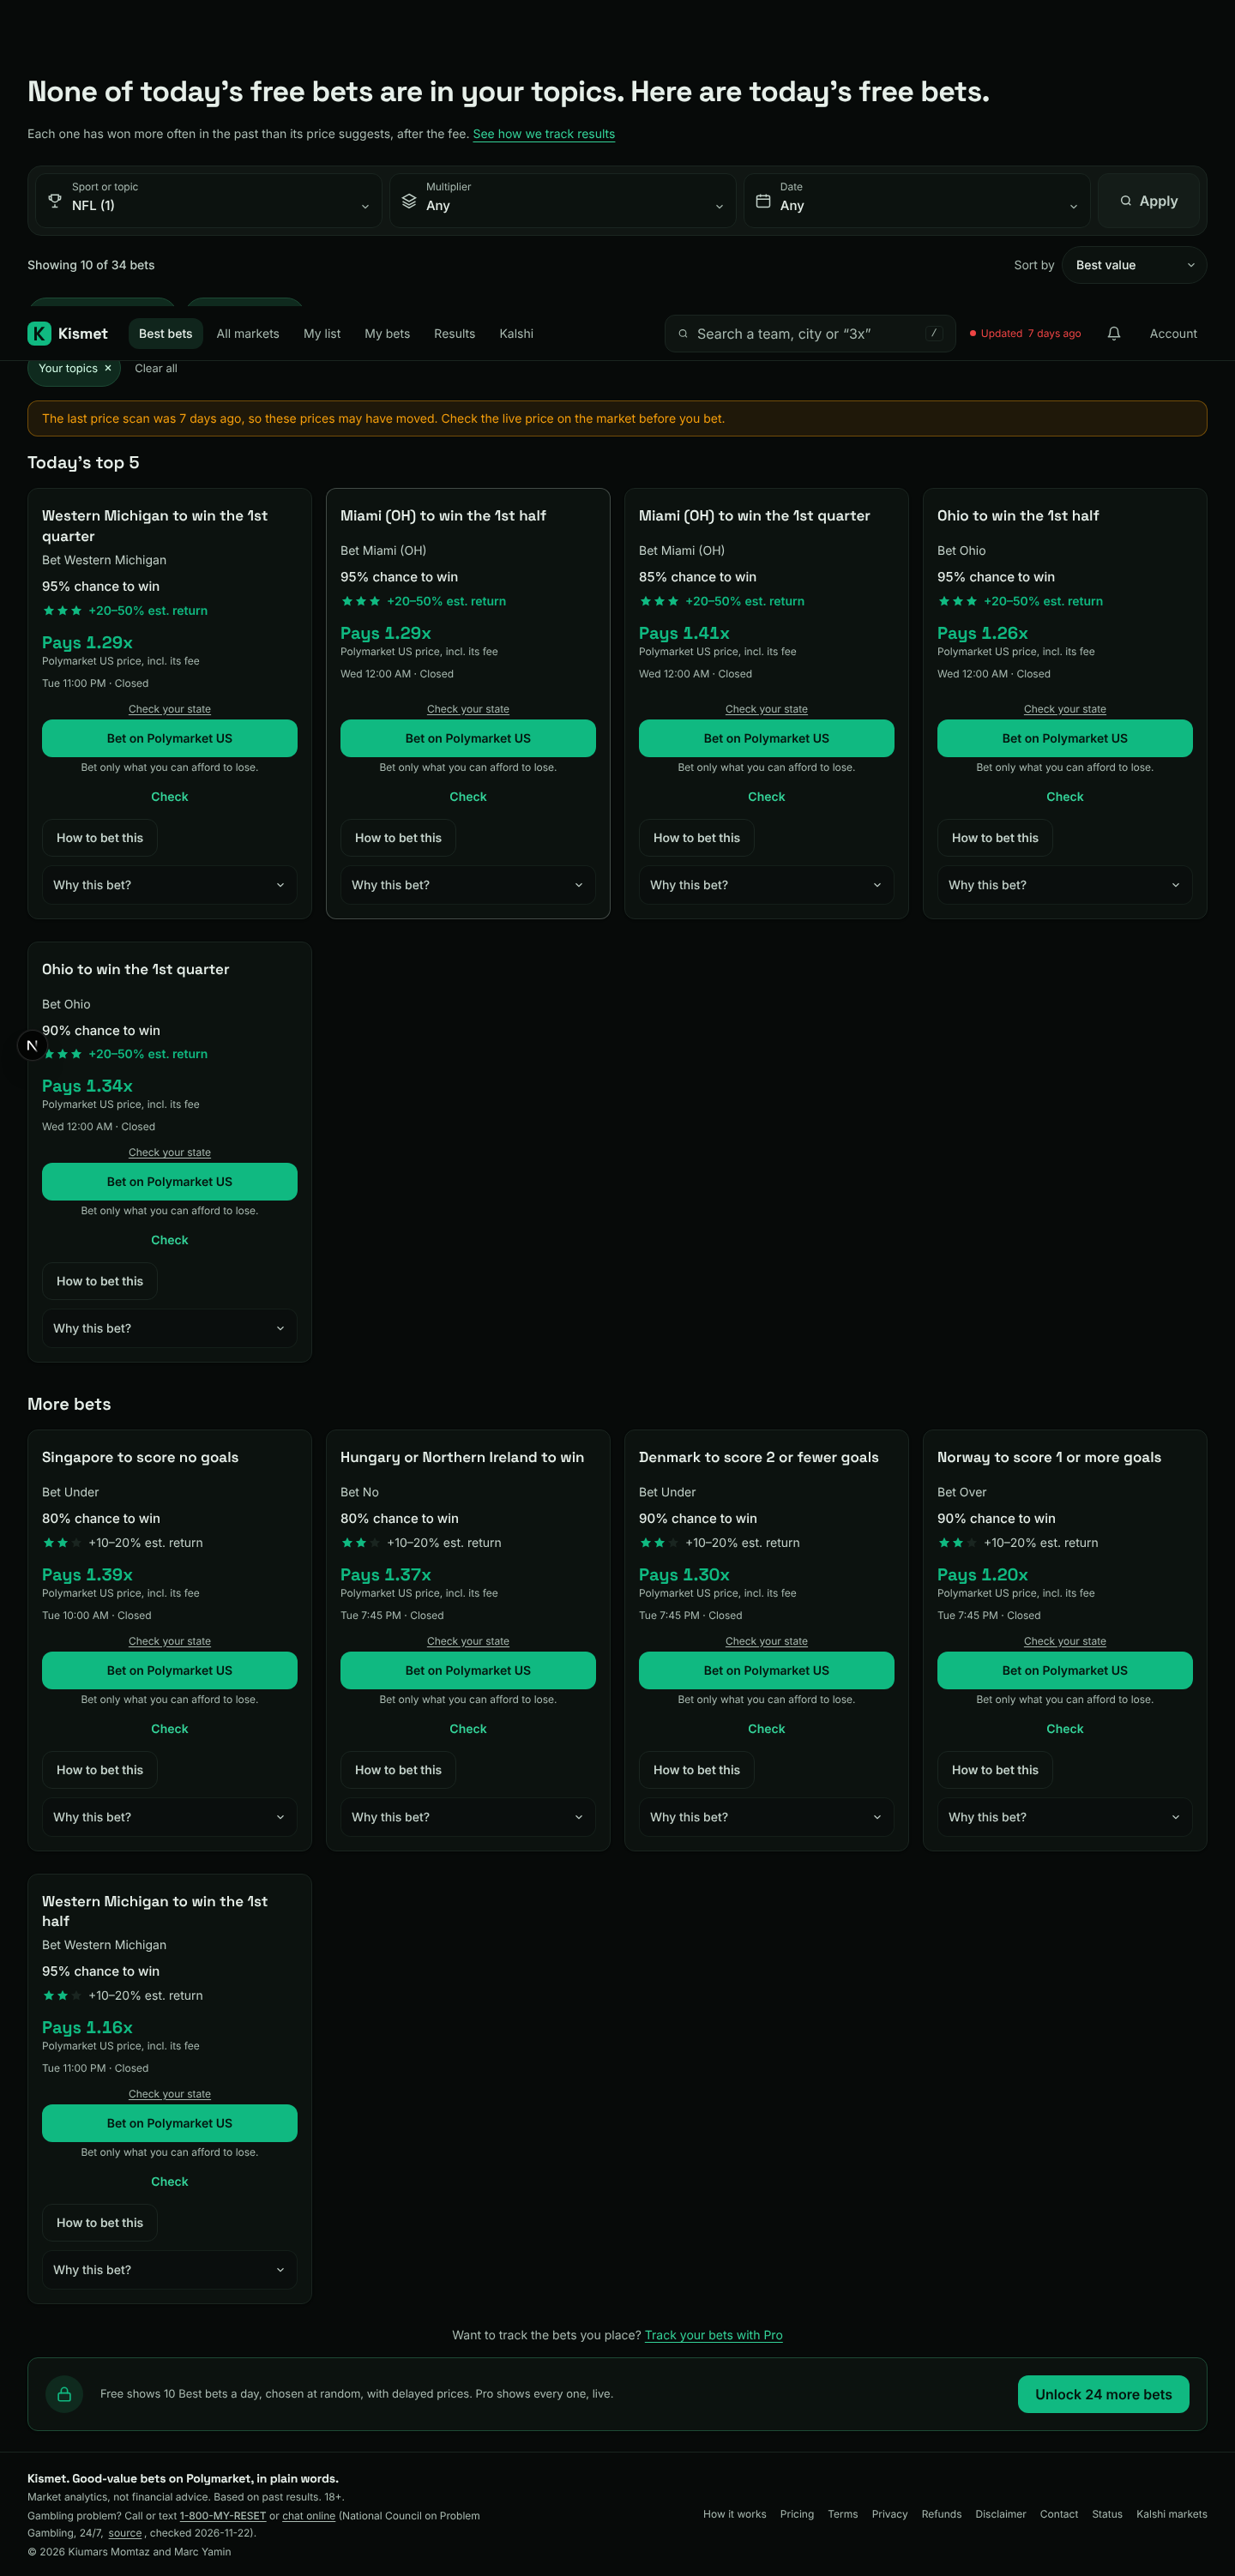 None of today's free bets are in your topics. Here are today's free bets.
Each one has won more often in the past than its price suggests, after the fee. See how we track results
Sport or topic
NFL (1)
Multiplier
Any
Date
Any
Apply
Showing 10 of 34 bets
Sort by
Best value
Kismet
Best bets
All markets
My list
My bets
Results
Kalshi
Search a team, city or “3x”
/
Updated 7 days ago
Account
Your topics ×
Clear all
The last price scan was 7 days ago, so these prices may have moved. Check the live price on the market before you bet.
Today's top 5
Western Michigan to win the 1st
quarter
Bet Western Michigan
95% chance to win
+20–50% est. return
Pays 1.29x
Polymarket US price, incl. its fee
Tue 11:00 PM · Closed
Check your state
Bet on Polymarket US
Bet only what you can afford to lose.
Check
How to bet this
Why this bet?
Miami (OH) to win the 1st half
Bet Miami (OH)
95% chance to win
+20–50% est. return
Pays 1.29x
Polymarket US price, incl. its fee
Wed 12:00 AM · Closed
Check your state
Bet on Polymarket US
Bet only what you can afford to lose.
Check
How to bet this
Why this bet?
Miami (OH) to win the 1st quarter
Bet Miami (OH)
85% chance to win
+20–50% est. return
Pays 1.41x
Polymarket US price, incl. its fee
Wed 12:00 AM · Closed
Check your state
Bet on Polymarket US
Bet only what you can afford to lose.
Check
How to bet this
Why this bet?
Ohio to win the 1st half
Bet Ohio
95% chance to win
+20–50% est. return
Pays 1.26x
Polymarket US price, incl. its fee
Wed 12:00 AM · Closed
Check your state
Bet on Polymarket US
Bet only what you can afford to lose.
Check
How to bet this
Why this bet?
Ohio to win the 1st quarter
Bet Ohio
90% chance to win
+20–50% est. return
Pays 1.34x
Polymarket US price, incl. its fee
Wed 12:00 AM · Closed
Check your state
Bet on Polymarket US
Bet only what you can afford to lose.
Check
How to bet this
Why this bet?
More bets
Singapore to score no goals
Bet Under
80% chance to win
+10–20% est. return
Pays 1.39x
Polymarket US price, incl. its fee
Tue 10:00 AM · Closed
Check your state
Bet on Polymarket US
Bet only what you can afford to lose.
Check
How to bet this
Why this bet?
Hungary or Northern Ireland to win
Bet No
80% chance to win
+10–20% est. return
Pays 1.37x
Polymarket US price, incl. its fee
Tue 7:45 PM · Closed
Check your state
Bet on Polymarket US
Bet only what you can afford to lose.
Check
How to bet this
Why this bet?
Denmark to score 2 or fewer goals
Bet Under
90% chance to win
+10–20% est. return
Pays 1.30x
Polymarket US price, incl. its fee
Tue 7:45 PM · Closed
Check your state
Bet on Polymarket US
Bet only what you can afford to lose.
Check
How to bet this
Why this bet?
Norway to score 1 or more goals
Bet Over
90% chance to win
+10–20% est. return
Pays 1.20x
Polymarket US price, incl. its fee
Tue 7:45 PM · Closed
Check your state
Bet on Polymarket US
Bet only what you can afford to lose.
Check
How to bet this
Why this bet?
Western Michigan to win the 1st
half
Bet Western Michigan
95% chance to win
+10–20% est. return
Pays 1.16x
Polymarket US price, incl. its fee
Tue 11:00 PM · Closed
Check your state
Bet on Polymarket US
Bet only what you can afford to lose.
Check
How to bet this
Why this bet?
Want to track the bets you place? Track your bets with Pro
Free shows 10 Best bets a day, chosen at random, with delayed prices. Pro shows every one, live.
Unlock 24 more bets
Kismet. Good-value bets on Polymarket, in plain words.
Market analytics, not financial advice. Based on past results. 18+.
Gambling problem? Call or text 1-800-MY-RESET or chat online (National Council on Problem
Gambling, 24/7, source, checked 2026-11-22).
© 2026 Kiumars Momtaz and Marc Yamin
How it works
Pricing
Terms
Privacy
Refunds
Disclaimer
Contact
Status
Kalshi markets